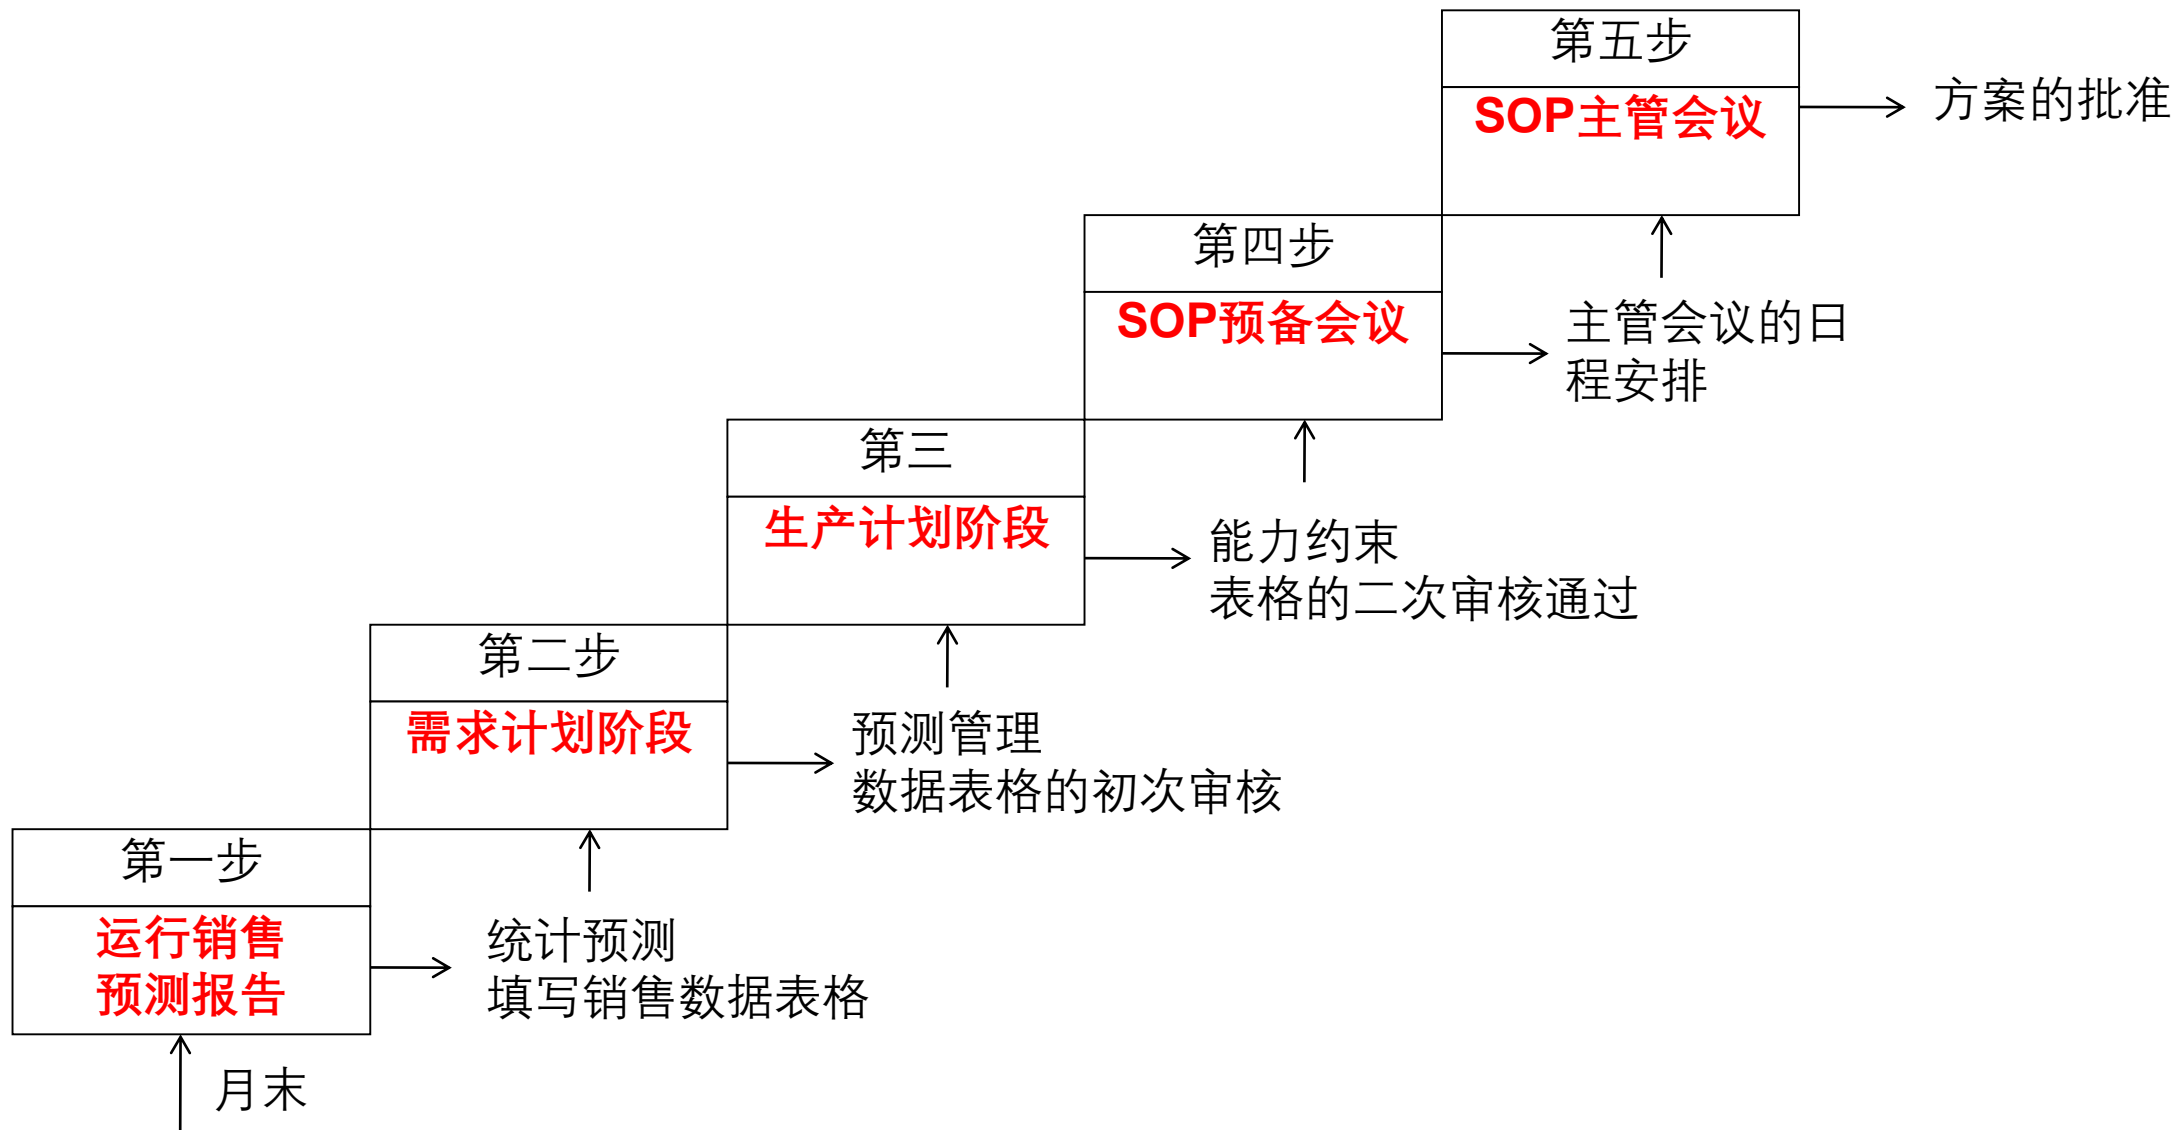 第五步
SOP主管会议
方案的批准
第四步
SOP预备会议
主管会议的日
程安排
第三
生产计划阶段
能力约束
表格的二次审核通过
第二步
需求计划阶段
预测管理
数据表格的初次审核
第一步
运行销售
预测报告
统计预测
填写销售数据表格
月末